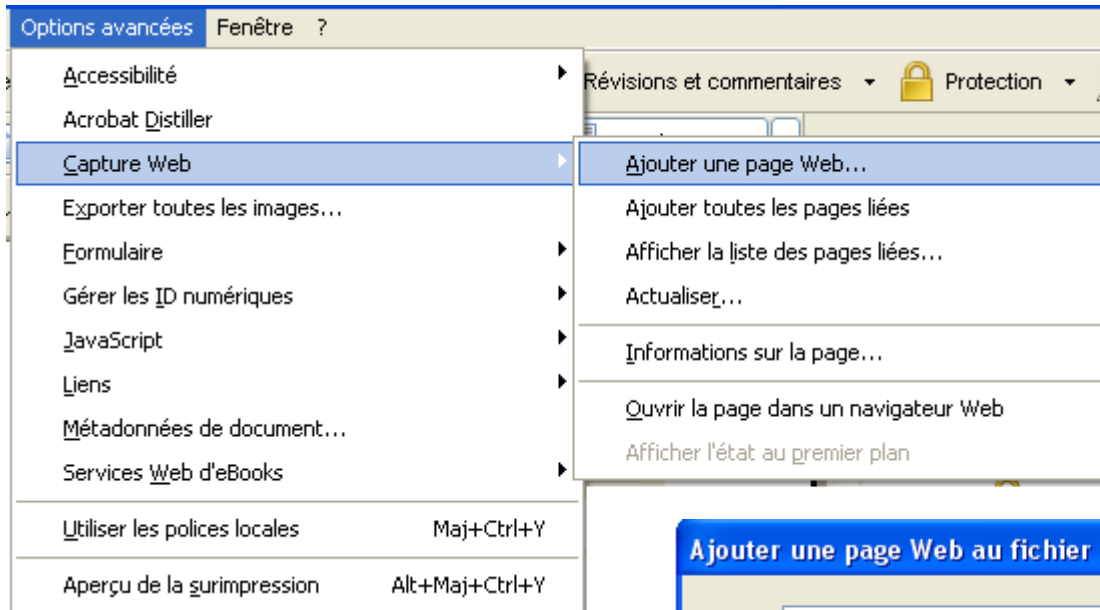 Options avancées Fenêtre ?
Révisions et commentaires Protection
Accessibilité
Acrobat Distiller
Capture Web
Exporter toutes les images...
Formulaire
Gérer les ID numériques
JavaScript
Liens
Métadonnées de document...
Services Web d'eBooks
Utiliser les polices locales Maj+Ctrl+Y
Aperçu de la surimpression Alt+Maj+Ctrl+Y
Ajouter une page Web...
Ajouter toutes les pages liées
Afficher la liste des pages liées...
Actualiser...
Informations sur la page...
Ouvrir la page dans un navigateur Web
Afficher l'état au premier plan
Ajouter une page Web au fichier